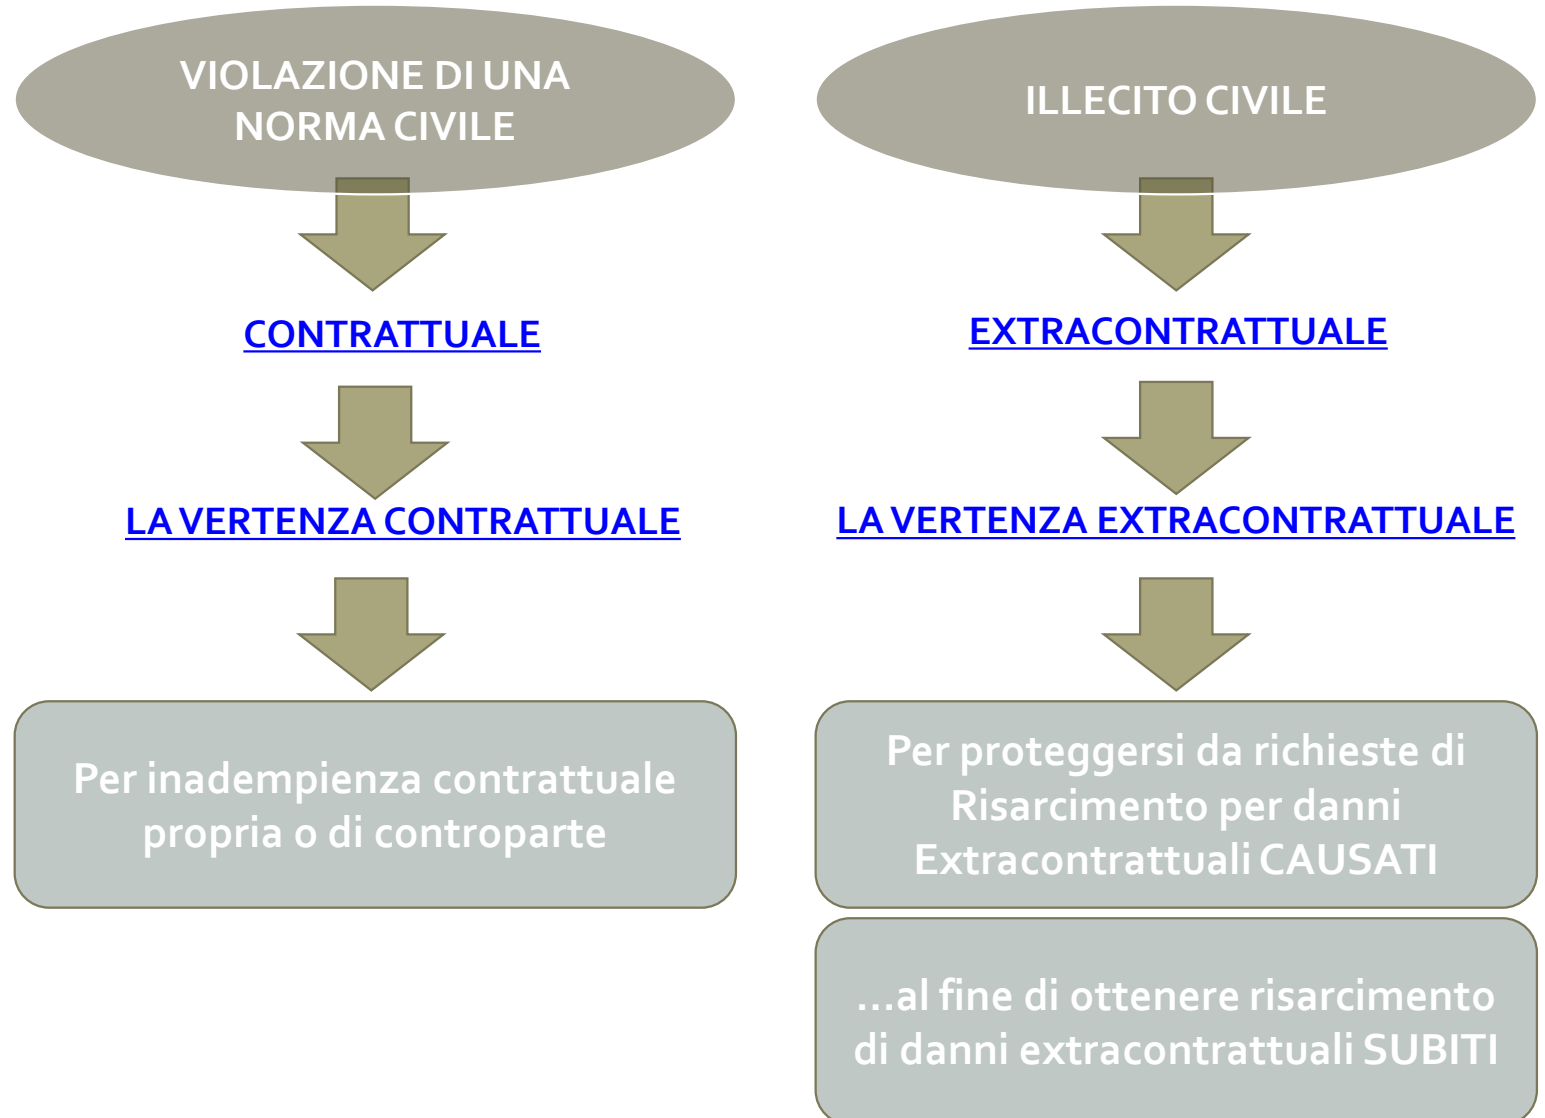 VIOLAZIONE DI UNA
NORMA CIVILE
CONTRATTUALE
LA VERTENZA CONTRATTUALE
Per inadempienza contrattuale
propria o di controparte
ILLECITO CIVILE
EXTRACONTRATTUALE
LA VERTENZA EXTRACONTRATTUALE
Per proteggersi da richieste di
Risarcimento per danni
Extracontrattuali CAUSATI
...al fine di ottenere risarcimento
di danni extracontrattuali SUBITI